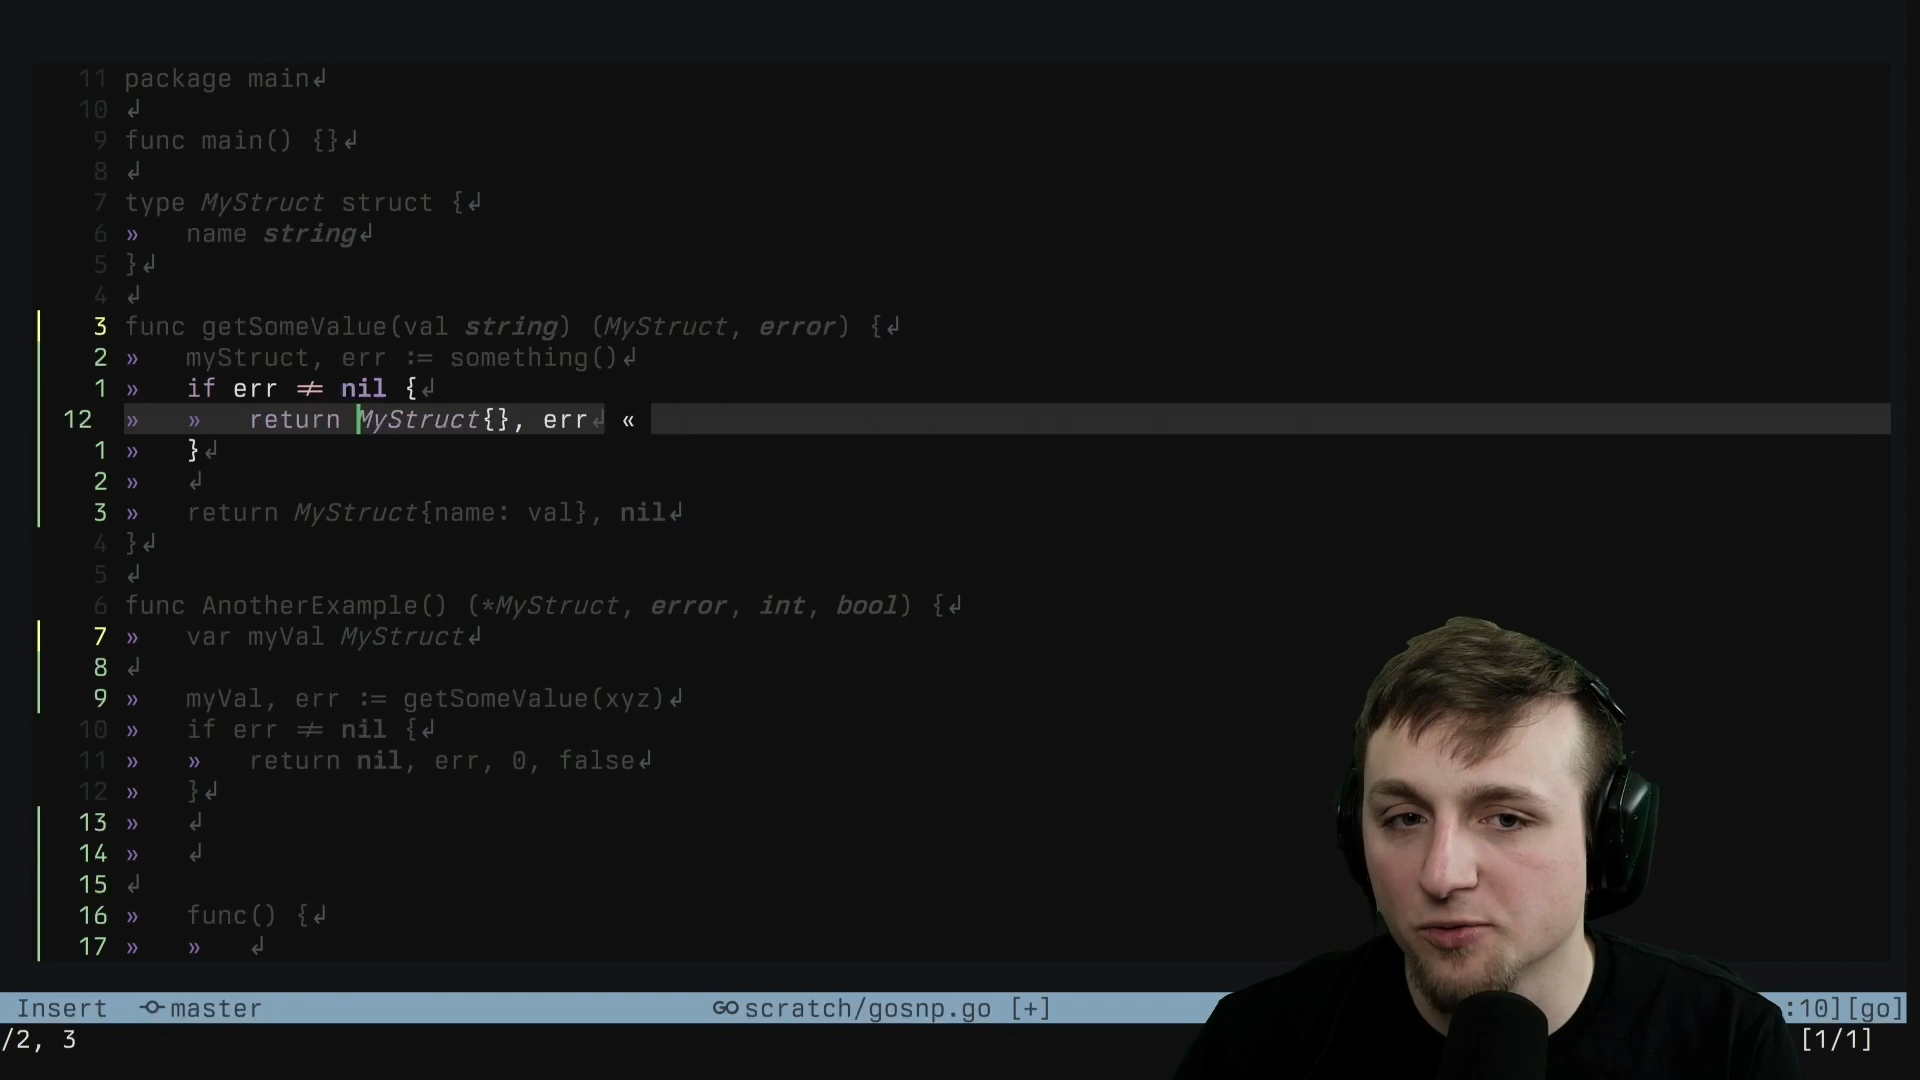 11 package main↲
10 ↲
9 func main() {}↲
8 ↲
7 type MyStruct struct {↲
6 »   name string↲
5 }↲
4 ↲
3 func getSomeValue(val string) (MyStruct, error) {↲
2 »   myStruct, err := something()↲
1 »   if err ≠ nil {↲
12 »   »   return MyStruct{}, err↲ «
1 »   }↲
2 »   ↲
3 »   return MyStruct{name: val}, nil↲
4 }↲
5 ↲
6 func AnotherExample() (*MyStruct, error, int, bool) {↲
7 »   var myVal MyStruct↲
8 ↲
9 »   myVal, err := getSomeValue(xyz)↲
10 »   if err ≠ nil {↲
11 »   »   return nil, err, 0, false↲
12 »   }↲
13 »   ↲
14 »   ↲
15 ↲
16 »   func() {↲
17 »   »   ↲
Insert master GO scratch/gosnp.go [+] :10][go]
/2, 3 [1/1]